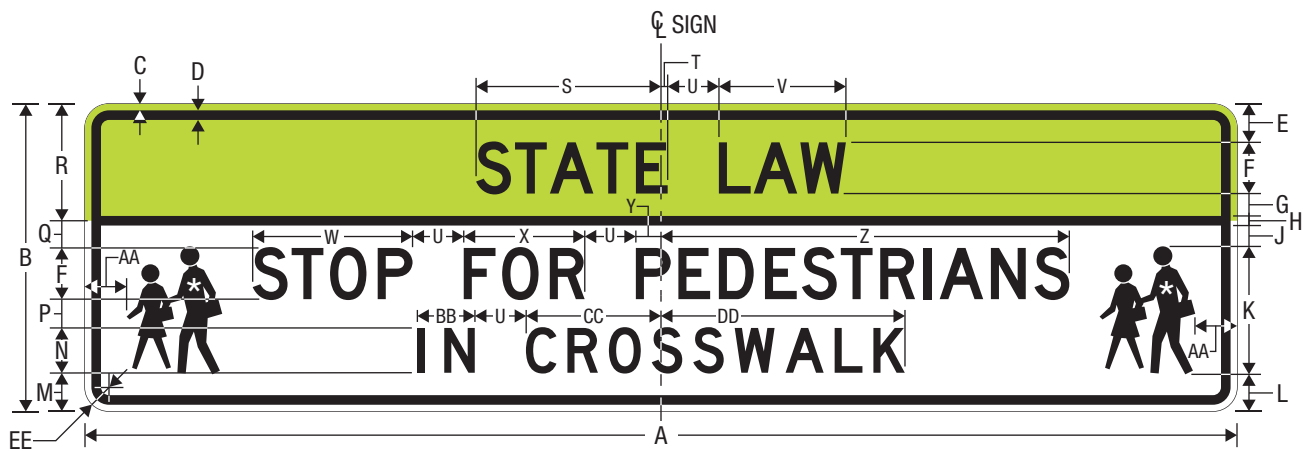 ℄ SIGN
C D T
S U V
E
R F
STATE LAW
G
Y H
Q W U X U Z J
B F AA STOP FOR PEDESTRIANS
* *
P BB U CC DD K
N IN CROSSWALK AA
M L
EE A